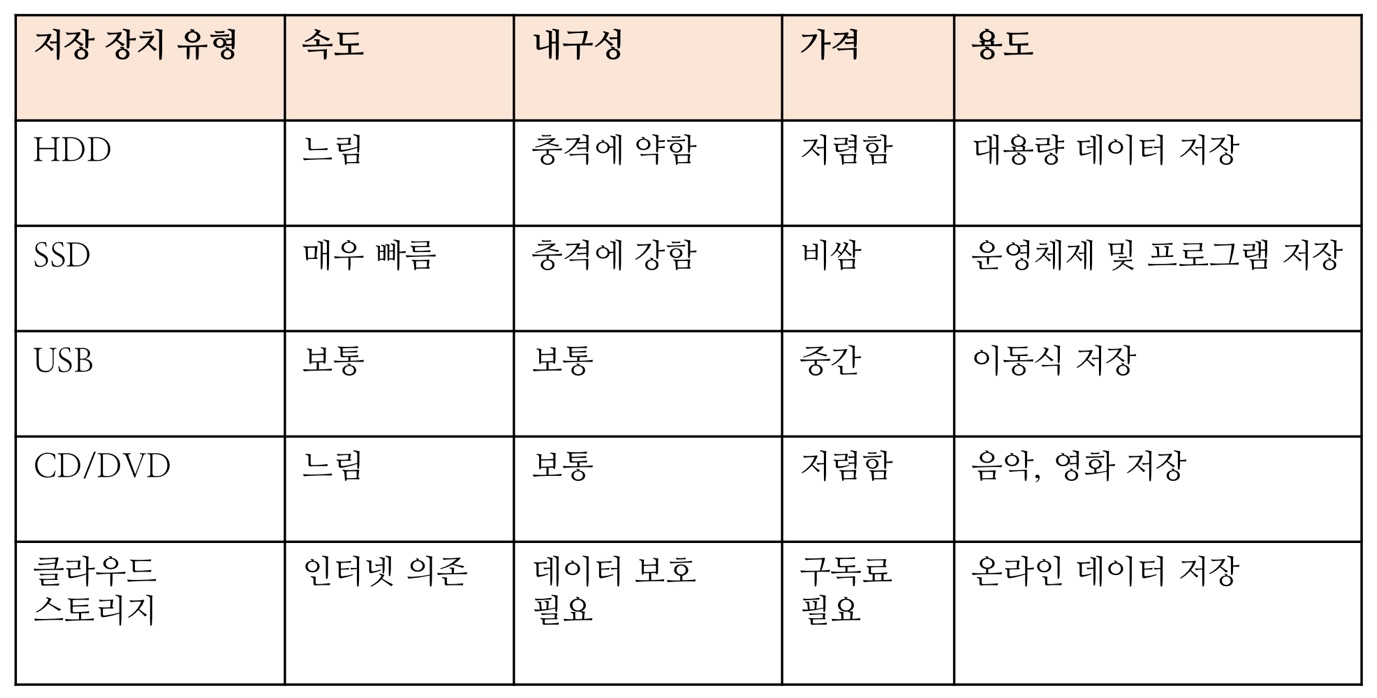 저장 장치 유형 속도 내구성 가격 용도
HDD 느림 충격에 약함 저렴함 대용량 데이터 저장
SSD 매우 빠름 충격에 강함 비쌈 운영체제 및 프로그램 저장
USB 보통 보통 중간 이동식 저장
CD/DVD 느림 보통 저렴함 음악, 영화 저장
클라우드 인터넷 의존 데이터 보호 구독료 온라인 데이터 저장
스토리지 필요 필요